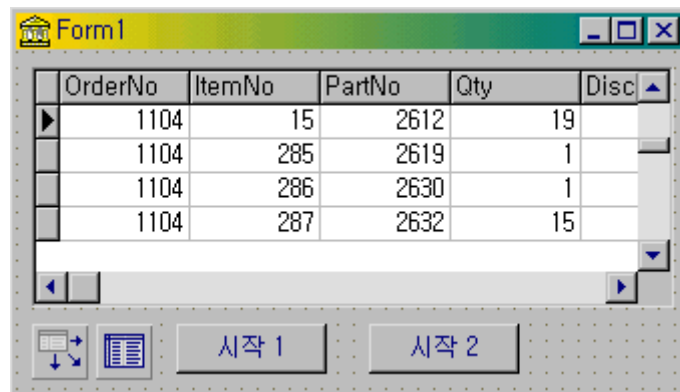 Form1
OrderNo ItemNo PartNo Qty Disc
1104 15 2612 19
1104 285 2619 1
1104 286 2630 1
1104 287 2632 15
시작 1 시작 2